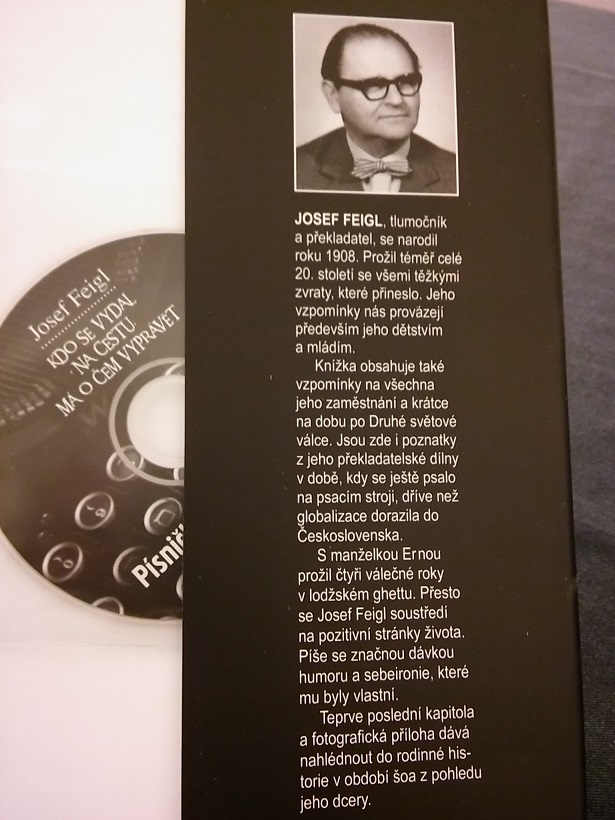 Josef Feigl
KDO SE VYDAL
NA CESTU
MÁ O ČEM VYPRÁVĚT
JOSEF FEIGL, tlumočník
a překladatel, se narodil
roku 1908. Prožil téměř celé
20. století se všemi těžkými
zvraty, které přineslo. Jeho
vzpomínky nás provázejí
především jeho dětstvím
a mládím.
Knížka obsahuje také
vzpomínky na všechna
jeho zaměstnání a krátce
na dobu po Druhé světové
válce. Jsou zde i poznatky
z jeho překladatelské dílny
v době, kdy se ještě psalo
na psacím stroji, dříve než
globalizace dorazila do
Československa.
S manželkou Ernou
prožil čtyři válečné roky
v lodžském ghettu. Přesto
se Josef Feigl soustředí
na pozitivní stránky života.
Píše se značnou dávkou
humoru a sebeironie, které
mu byly vlastní.
Teprve poslední kapitola
a fotografická příloha dává
nahlédnout do rodinné his-
torie v období šoa z pohledu
jeho dcery.